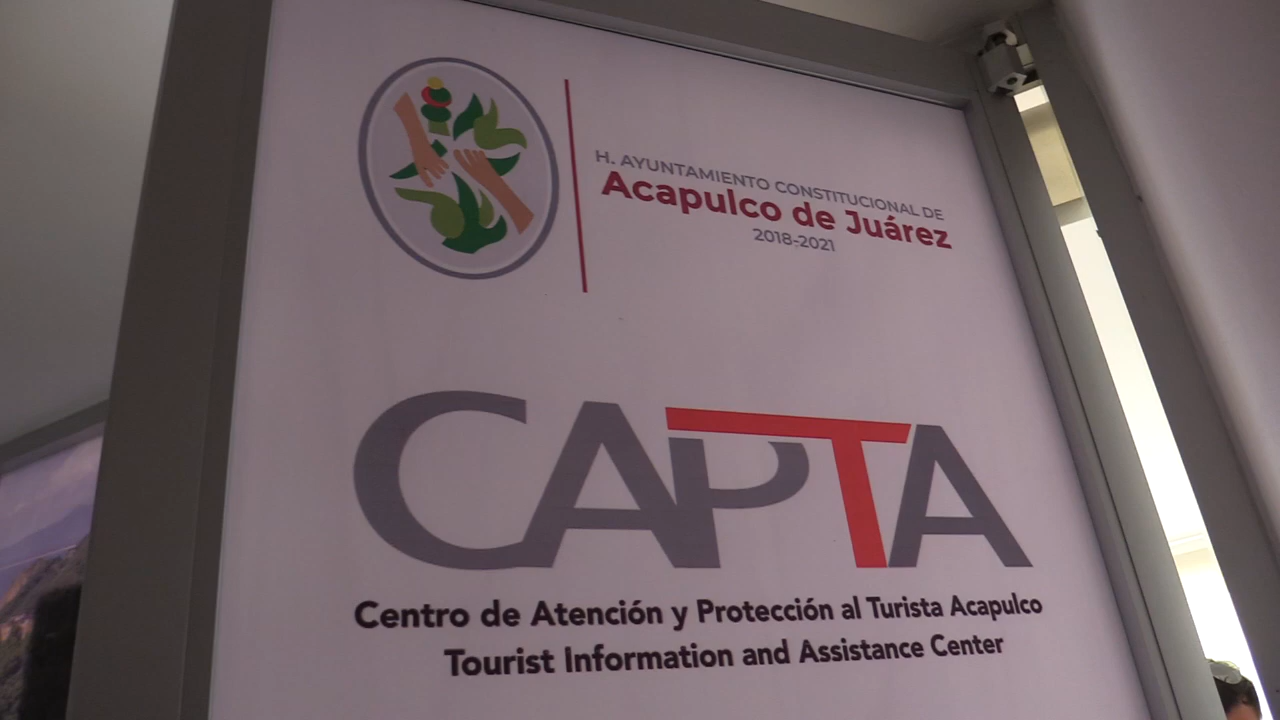 H. AYUNTAMIENTO CONSTITUCIONAL DE
Acapulco de Juárez
2018-2021
CAPTA
Centro de Atención y Protección al Turista Acapulco
Tourist Information and Assistance Center